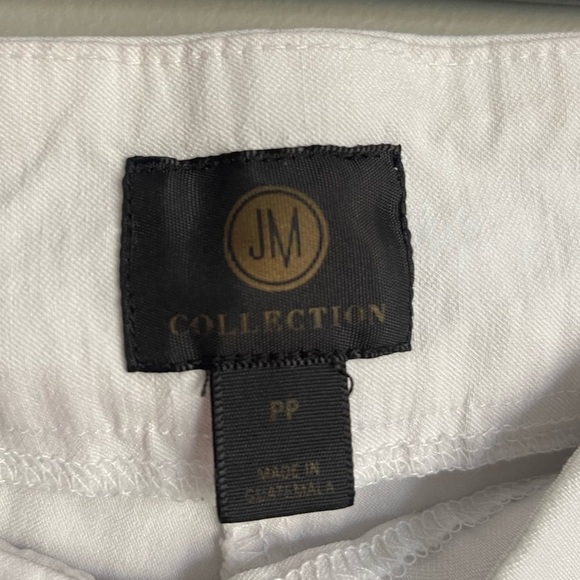 JM
COLLECTION
PP
MADE IN
GUATEMALA